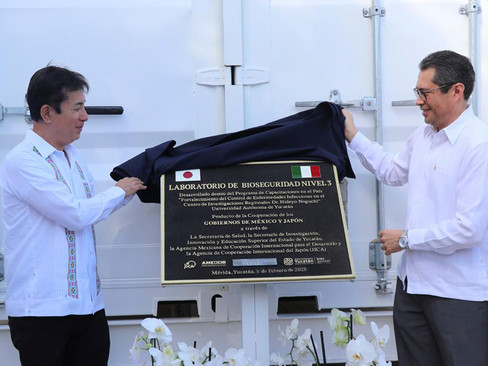 LABORATORIO DE BIOSEGURIDAD NIVEL 3
Desarrollado dentro del Programa de Capacitaciones en el País
"Fortalecimiento del Control de Enfermedades Infecciosas en el
Centro de Investigaciones Regionales Dr. Hideyo Noguchi"
Universidad Autónoma de Yucatán
Producto de la Cooperación de los
GOBIERNOS DE MÉXICO Y JAPÓN
a través de
La Secretaría de Salud, la Secretaría de Investigación,
Innovación y Educación Superior del Estado de Yucatán,
la Agencia Mexicana de Cooperación Internacional para el Desarrollo y
la Agencia de Cooperación Internacional del Japón (JICA)
AMEXCID
Yucatán
Mérida, Yucatán, de febrero de 2023